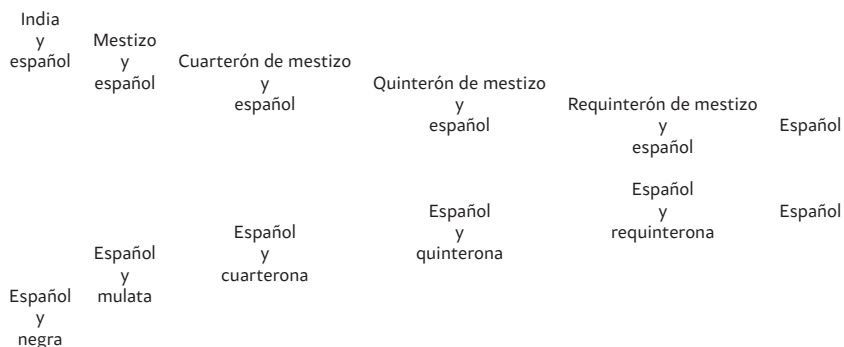 India
y
español
Mestizo
y
español
Cuarterón de mestizo
y
español
Quinterón de mestizo
y
español
Requinterón de mestizo
y
español
Español
Español
y
negra
Español
y
mulata
Español
y
cuarterona
Español
y
quinterona
Español
y
requinterona
Español